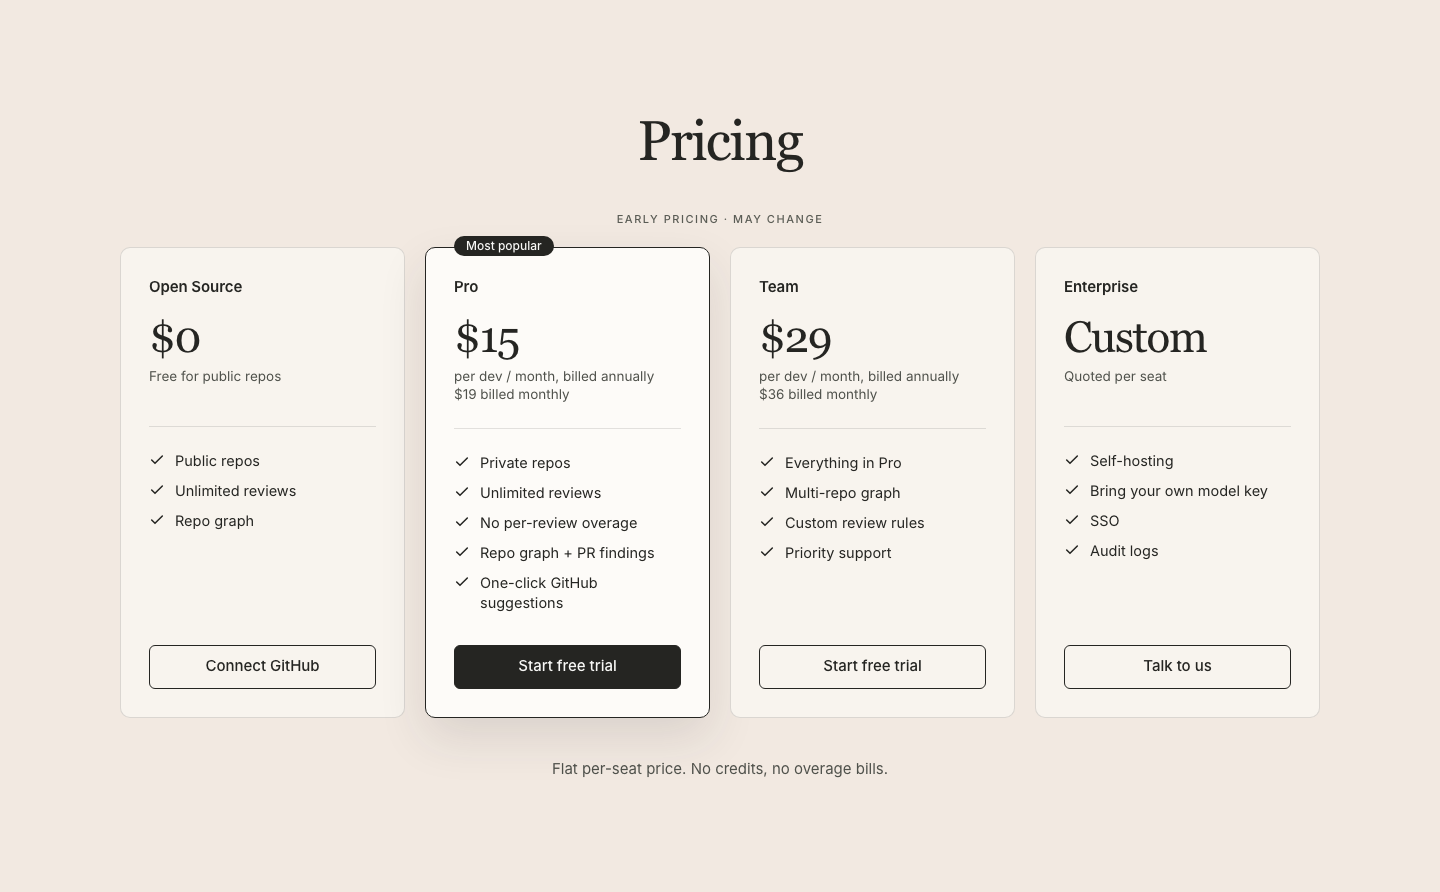 Pricing
EARLY PRICING · MAY CHANGE
Open Source
$0
Free for public repos
Public repos
Unlimited reviews
Repo graph
Connect GitHub
Most popular
Pro
$15
per dev / month, billed annually
$19 billed monthly
Private repos
Unlimited reviews
No per-review overage
Repo graph + PR findings
One-click GitHub
suggestions
Start free trial
Team
$29
per dev / month, billed annually
$36 billed monthly
Everything in Pro
Multi-repo graph
Custom review rules
Priority support
Start free trial
Enterprise
Custom
Quoted per seat
Self-hosting
Bring your own model key
SSO
Audit logs
Talk to us
Flat per-seat price. No credits, no overage bills.